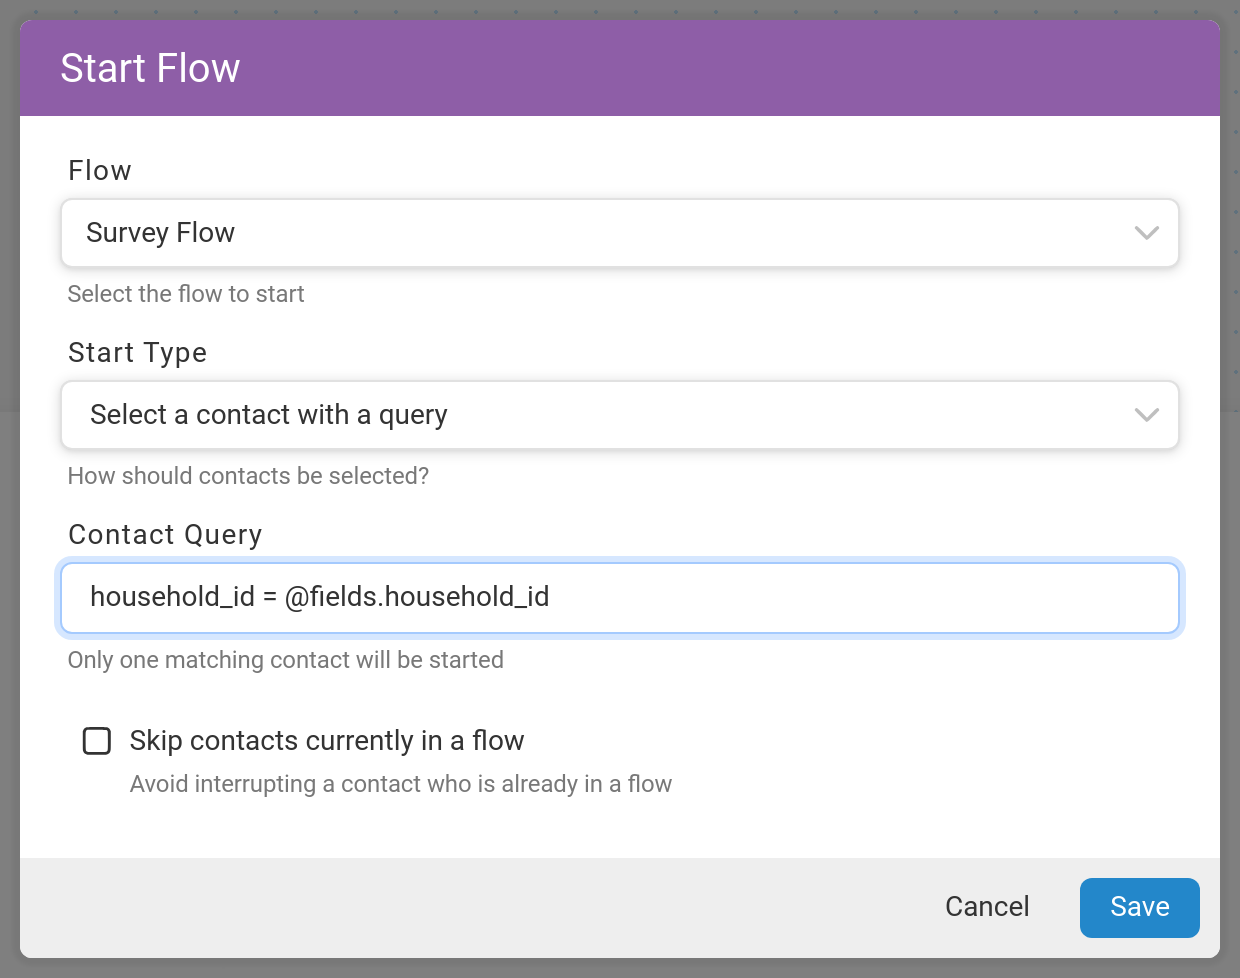 Start Flow
Flow
Survey Flow
Select the flow to start
Start Type
Select a contact with a query
How should contacts be selected?
Contact Query
household_id = @fields.household_id
Only one matching contact will be started
Skip contacts currently in a flow
Avoid interrupting a contact who is already in a flow
Cancel
Save